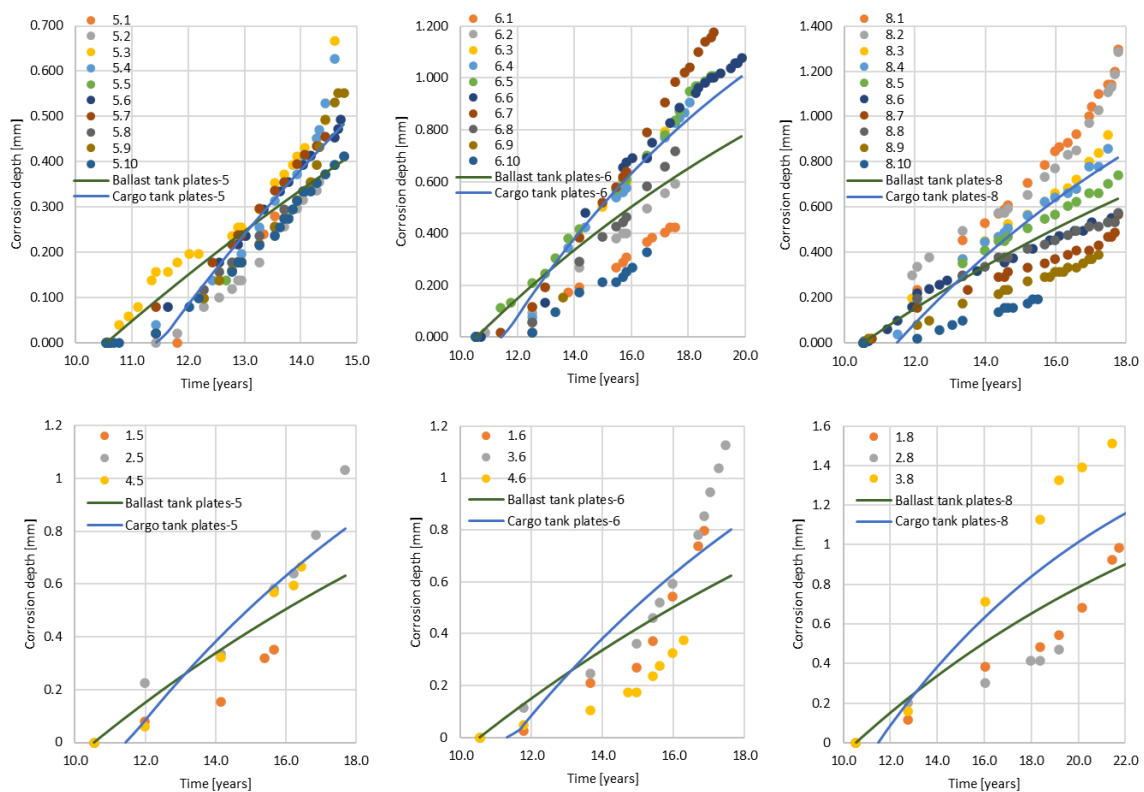 0.700
0.600
0.500
0.400
0.300
0.200
0.100
0.000
Corrosion depth [mm]
5.1
5.2
5.3
5.4
5.5
5.6
5.7
5.8
5.9
5.10
Ballast tank plates-5
Cargo tank plates-5
10.0 11.0 12.0 13.0 14.0 15.0
Time [years]
1.200
1.000
0.800
0.600
0.400
0.200
0.000
Corrosion depth [mm]
6.1
6.2
6.3
6.4
6.5
6.6
6.7
6.8
6.9
6.10
Ballast tank plates-6
Cargo tank plates-6
10.0 12.0 14.0 16.0 18.0 20.0
Time [years]
1.400
1.200
1.000
0.800
0.600
0.400
0.200
0.000
Corrosion depth [mm]
8.1
8.2
8.3
8.4
8.5
8.6
8.7
8.8
8.9
8.10
Ballast tank plates-8
Cargo tank plates-8
10.0 12.0 14.0 16.0 18.0
Time [years]
1.2
1
0.8
0.6
0.4
0.2
0
Corrosion depth [mm]
1.5
2.5
4.5
Ballast tank plates-5
Cargo tank plates-5
10.0 12.0 14.0 16.0 18.0
Time [years]
1.2
1
0.8
0.6
0.4
0.2
0
Corrosion depth [mm]
1.6
3.6
4.6
Ballast tank plates-6
Cargo tank plates-6
10.0 12.0 14.0 16.0 18.0
Time [years]
1.6
1.4
1.2
1
0.8
0.6
0.4
0.2
0
Corrosion depth [mm]
1.8
2.8
3.8
Ballast tank plates-8
Cargo tank plates-8
10.0 12.0 14.0 16.0 18.0 20.0 22.0
Time [years]